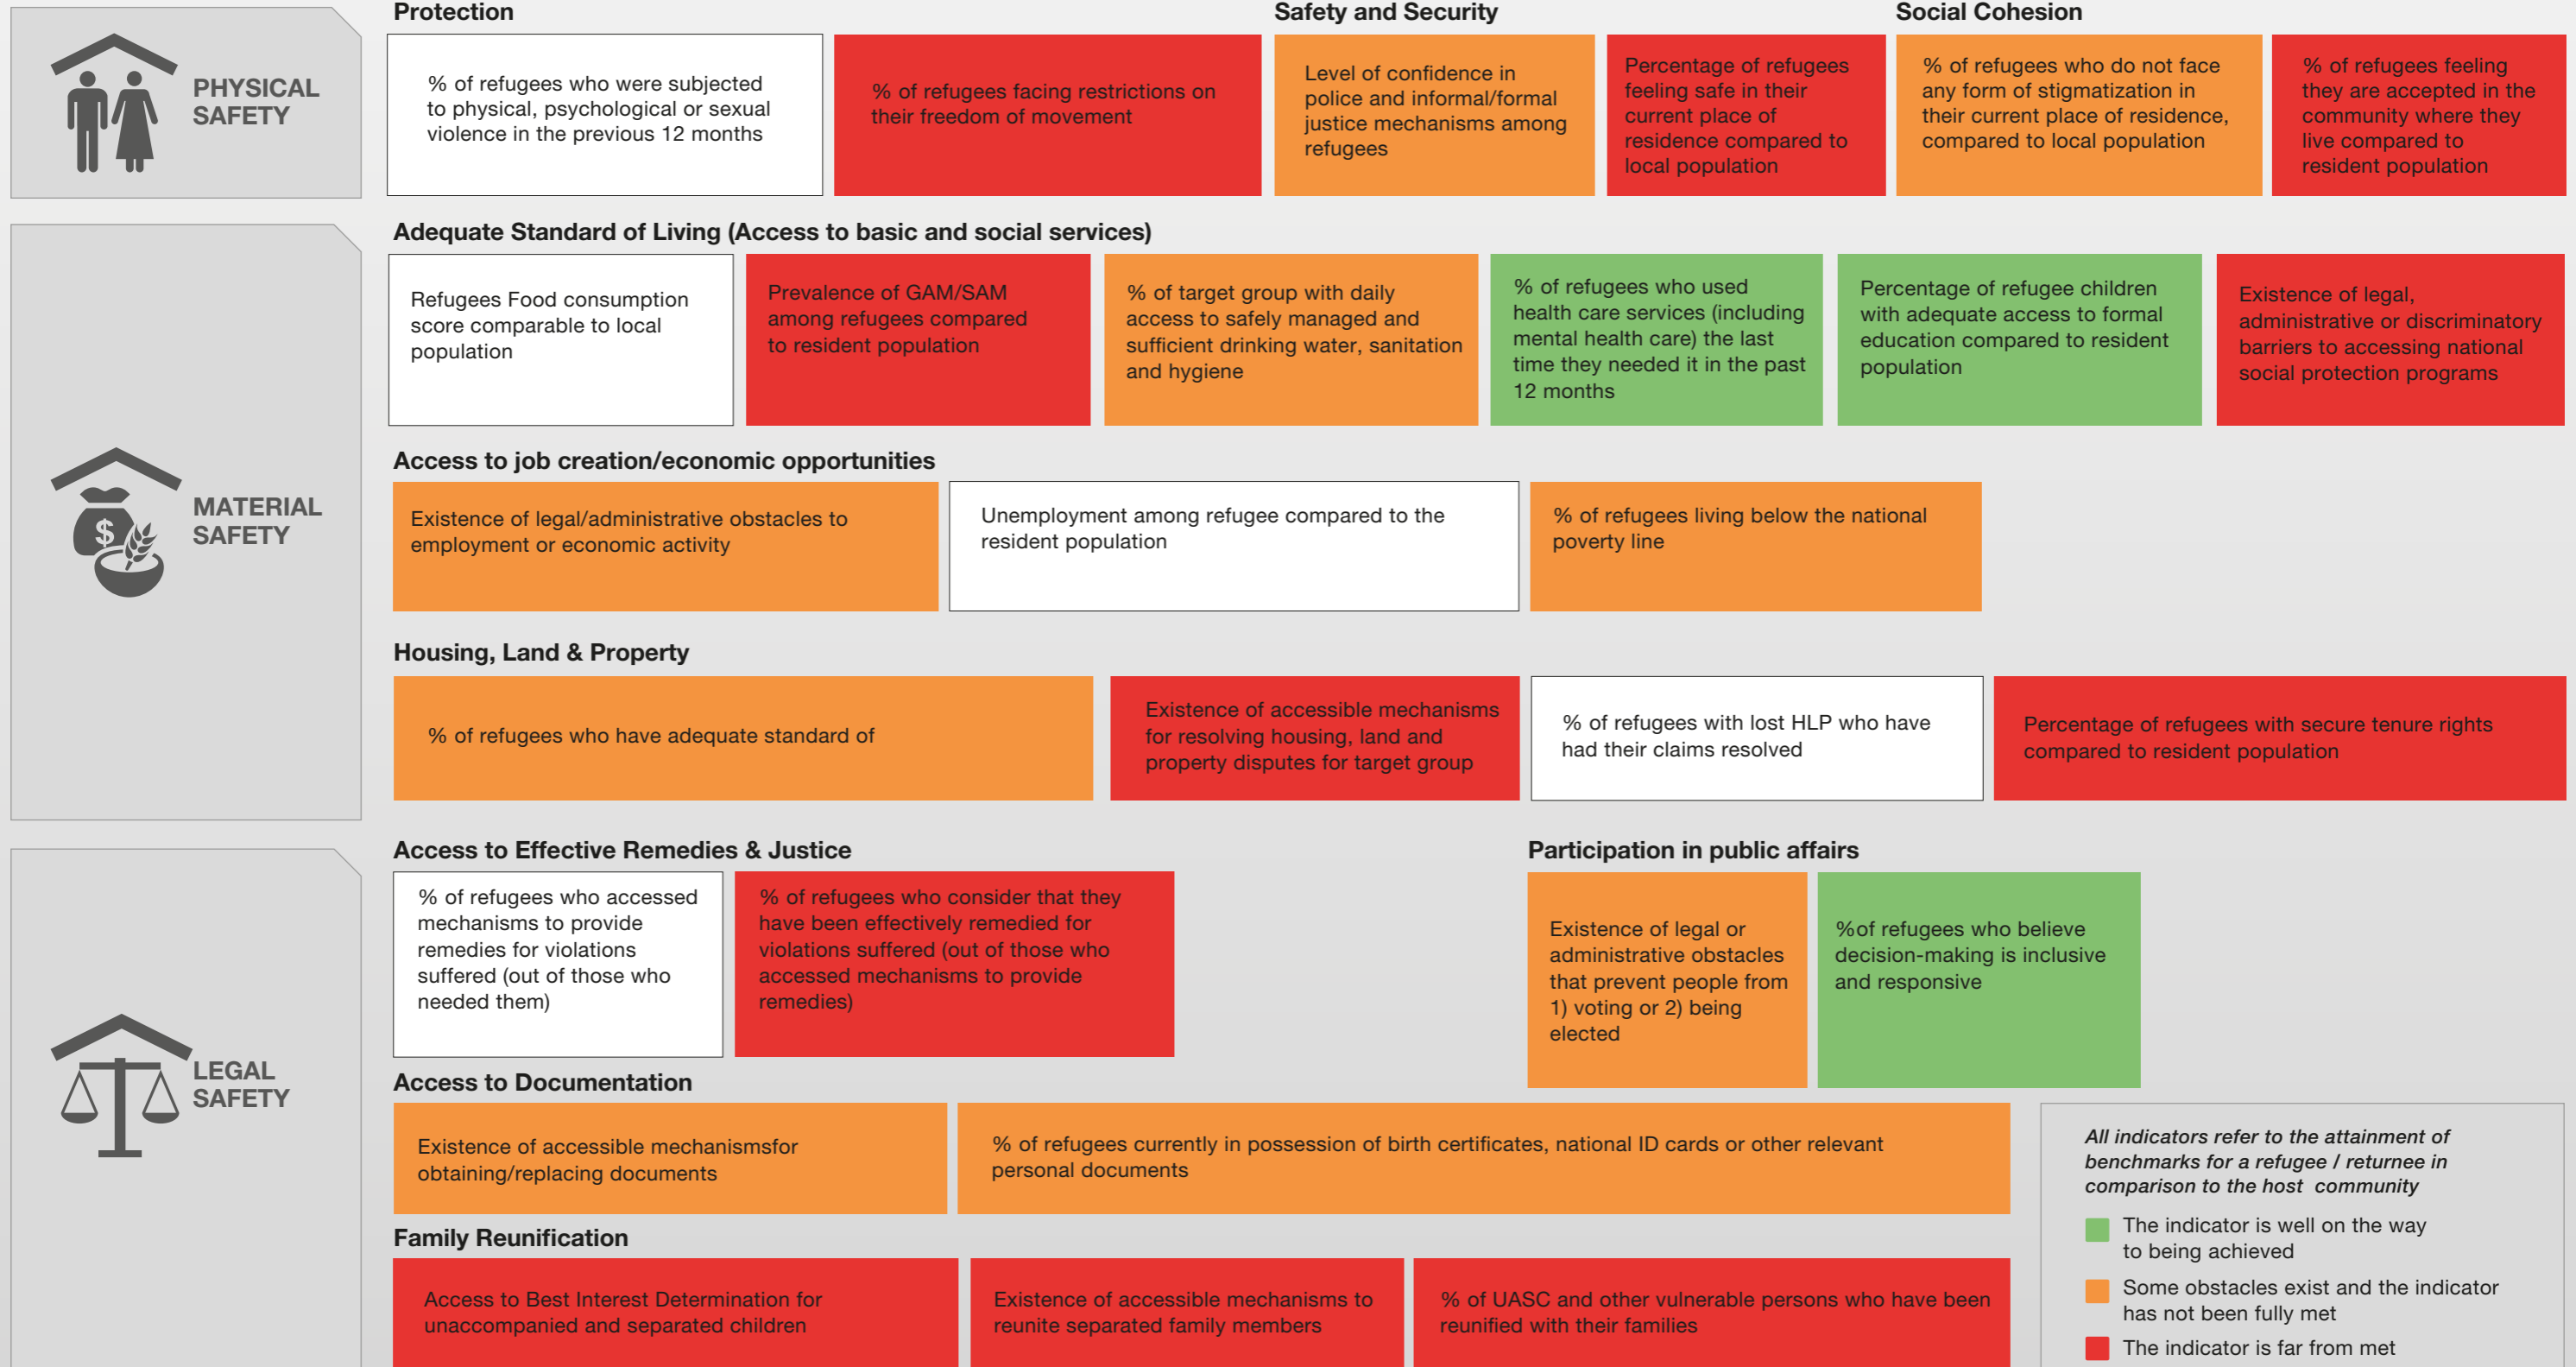 PHYSICAL
SAFETY
Protection
% of refugees who were subjected
to physical, psychological or sexual
violence in the previous 12 months
% of refugees facing restrictions on
their freedom of movement
Safety and Security
Level of confidence in
police and informal/formal
justice mechanisms among
refugees
Percentage of refugees
feeling safe in their
current place of
residence compared to
local population
Social Cohesion
% of refugees who do not face
any form of stigmatization in
their current place of residence,
compared to local population
% of refugees feeling
they are accepted in the
community where they
live compared to
resident population
MATERIAL
SAFETY
$
Adequate Standard of Living (Access to basic and social services)
Refugees Food consumption
score comparable to local
population
Prevalence of GAM/SAM
among refugees compared
to resident population
% of target group with daily
access to safely managed and
sufficient drinking water, sanitation
and hygiene
% of refugees who used
health care services (including
mental health care) the last
time they needed it in the past
12 months
Percentage of refugee children
with adequate access to formal
education compared to resident
population
Existence of legal,
administrative or discriminatory
barriers to accessing national
social protection programs
Access to job creation/economic opportunities
Existence of legal/administrative obstacles to
employment or economic activity
Unemployment among refugee compared to the
resident population
% of refugees living below the national
poverty line
Housing, Land & Property
% of refugees who have adequate standard of
Existence of accessible mechanisms
for resolving housing, land and
property disputes for target group
% of refugees with lost HLP who have
had their claims resolved
Percentage of refugees with secure tenure rights
compared to resident population
LEGAL
SAFETY
Access to Effective Remedies & Justice
% of refugees who accessed
mechanisms to provide
remedies for violations
suffered (out of those who
needed them)
% of refugees who consider that they
have been effectively remedied for
violations suffered (out of those who
accessed mechanisms to provide
remedies)
Participation in public affairs
Existence of legal or
administrative obstacles
that prevent people from
1) voting or 2) being
elected
%of refugees who believe
decision-making is inclusive
and responsive
Access to Documentation
Existence of accessible mechanismsfor
obtaining/replacing documents
% of refugees currently in possession of birth certificates, national ID cards or other relevant
personal documents
Family Reunification
Access to Best Interest Determination for
unaccompanied and separated children
Existence of accessible mechanisms to
reunite separated family members
% of UASC and other vulnerable persons who have been
reunified with their families
All indicators refer to the attainment of
benchmarks for a refugee / returnee in
comparison to the host community
The indicator is well on the way
to being achieved
Some obstacles exist and the indicator
has not been fully met
The indicator is far from met